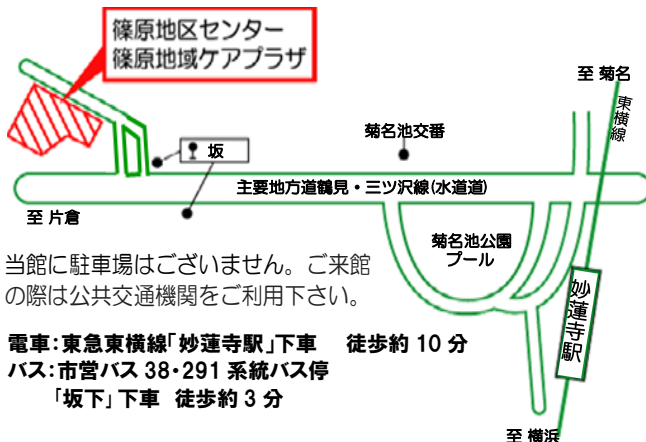 篠原地区センター
篠原地域ケアプラザ
至 菊名
東横線
菊名池交番
坂
主要地方道鶴見・三ツ沢線(水道道)
至 片倉
菊名池公園
プール
当館に駐車場はございません。ご来館
の際は公共交通機関をご利用下さい。
妙蓮寺駅
電車:東急東横線「妙蓮寺駅」下車 徒歩約 10 分
バス:市営バス 38・291 系統バス停
「坂下」下車 徒歩約 3 分
至 横浜